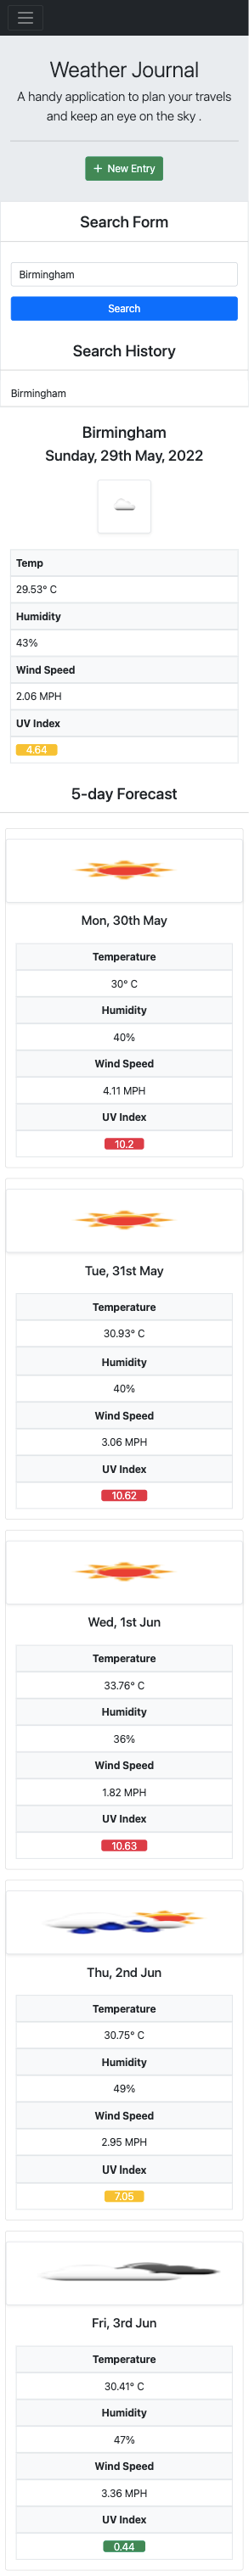 Weather Journal
A handy application to plan your travels
and keep an eye on the sky .
+ New Entry
Search Form
Birmingham
Search
Search History
Birmingham
Birmingham
Sunday, 29th May, 2022
Temp
29.53° C
Humidity
43%
Wind Speed
2.06 MPH
UV Index
4.64
5-day Forecast
Mon, 30th May
Temperature
30° C
Humidity
40%
Wind Speed
4.11 MPH
UV Index
10.2
Tue, 31st May
Temperature
30.93° C
Humidity
40%
Wind Speed
3.06 MPH
UV Index
10.62
Wed, 1st Jun
Temperature
33.76° C
Humidity
36%
Wind Speed
1.82 MPH
UV Index
10.63
Thu, 2nd Jun
Temperature
30.75° C
Humidity
49%
Wind Speed
2.95 MPH
UV Index
7.05
Fri, 3rd Jun
Temperature
30.41° C
Humidity
47%
Wind Speed
3.36 MPH
UV Index
0.44